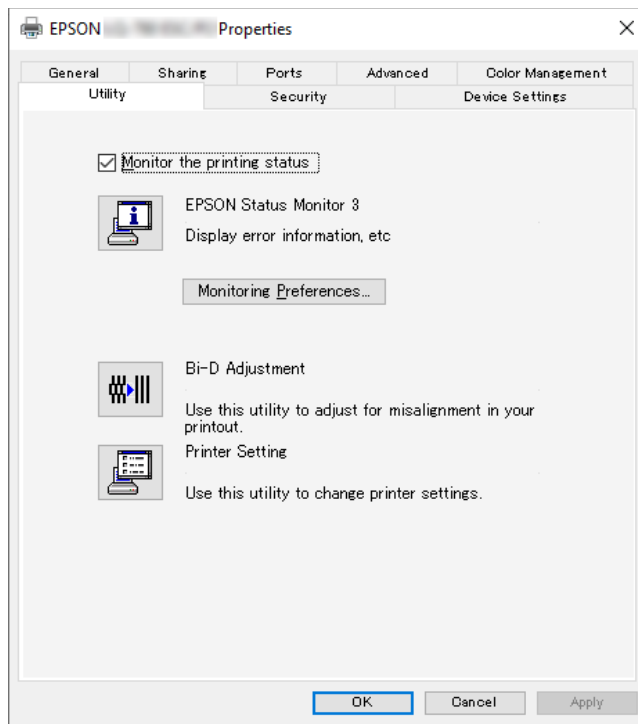 EPSON Properties
General Sharing Ports Advanced Color Management
Utility Security Device Settings
Monitor the printing status
EPSON Status Monitor 3
Display error information, etc
Monitoring Preferences...
Bi-D Adjustment
Use this utility to adjust for misalignment in your
printout.
Printer Setting
Use this utility to change printer settings.
OK Cancel Apply